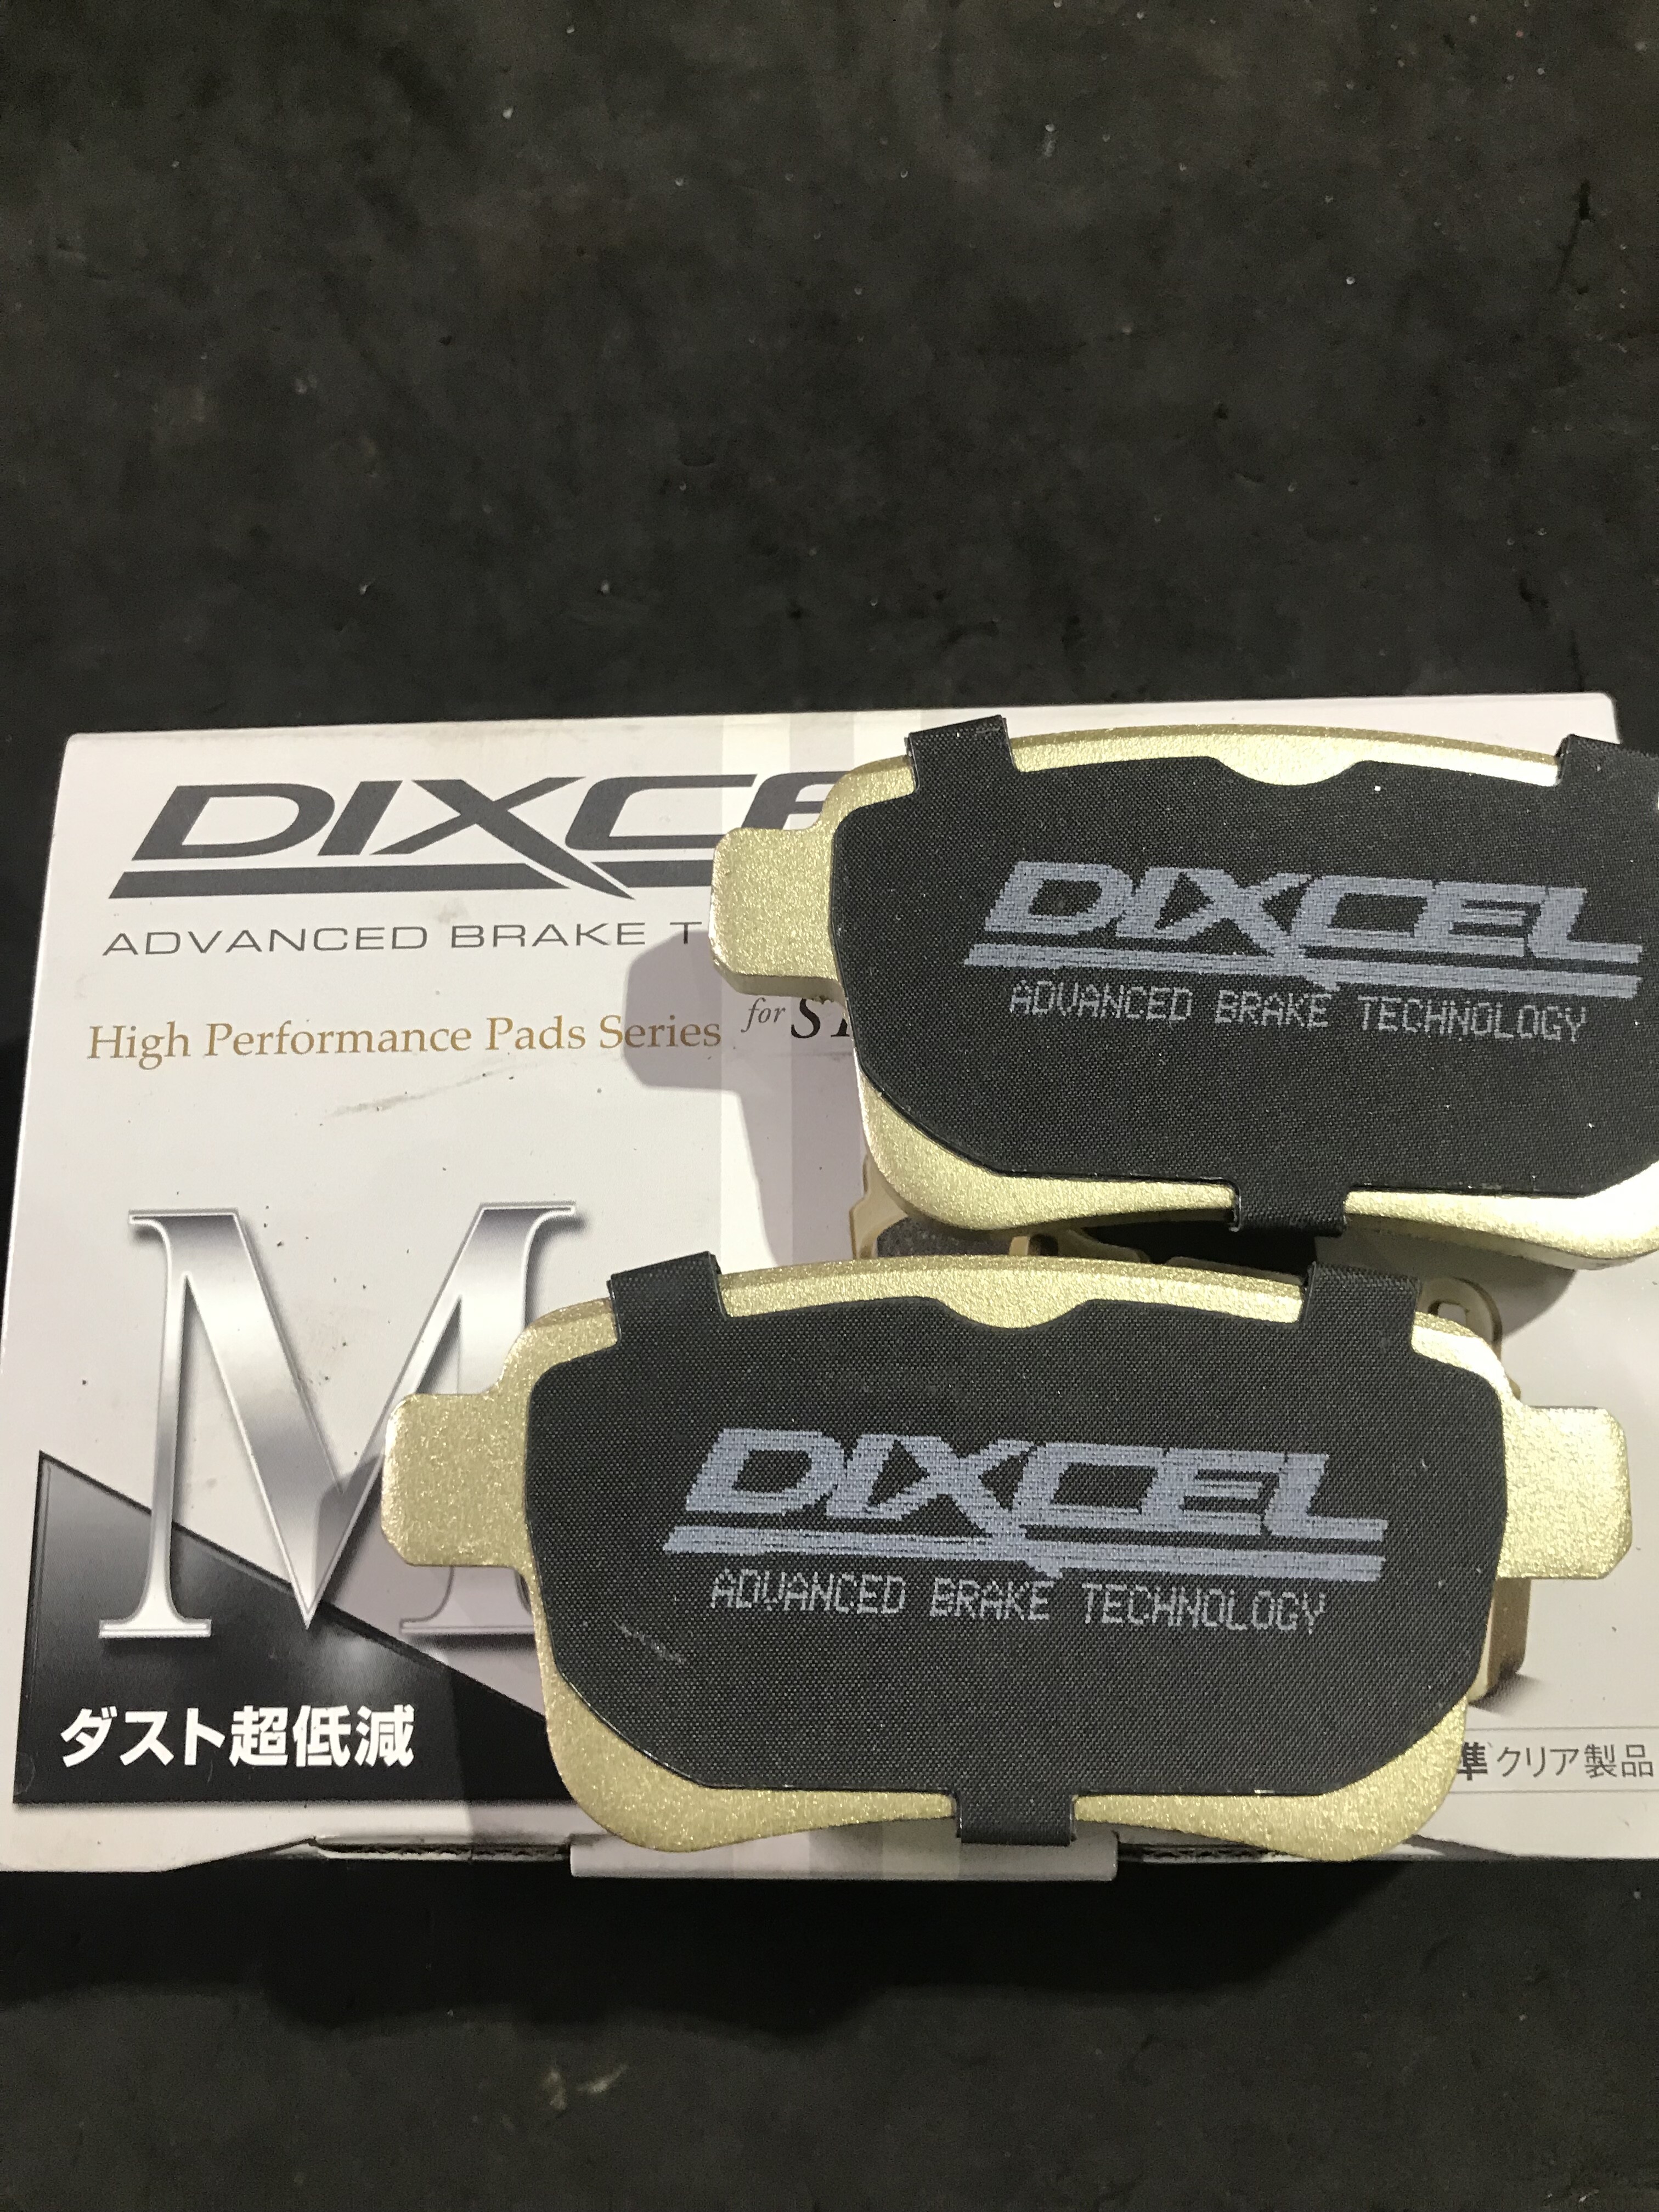 DIXCE
ADVANCED BRAKE T
High Performance Pads Series for ST
M
ダスト超低減
準クリア製品
DIXCEL
ADVANCED BRAKE TECHNOLOGY
DIXCEL
ADVANCED BRAKE TECHNOLOGY